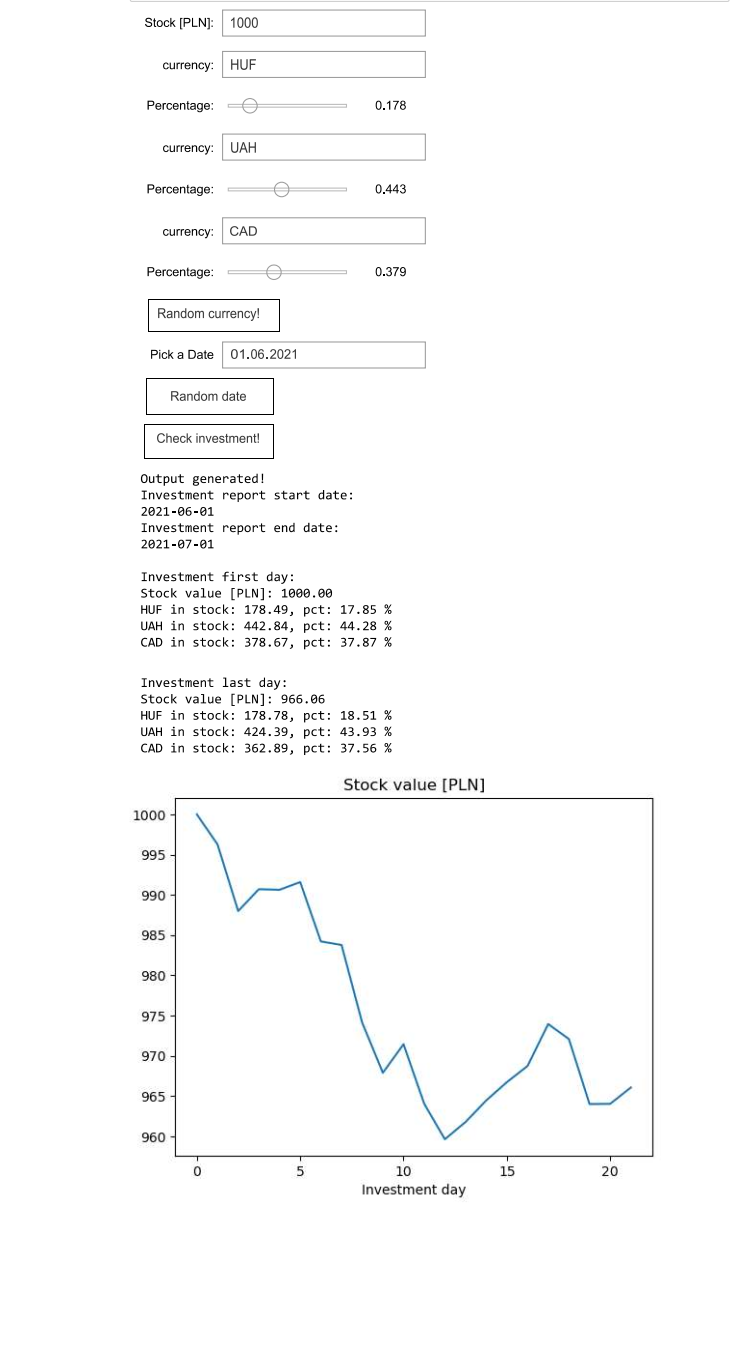 Stock [PLN]: 1000
currency: HUF
Percentage: 0.178
currency: UAH
Percentage: 0.443
currency: CAD
Percentage: 0.379
Random currency!
Pick a Date 01.06.2021
Random date
Check investment!
Output generated!
Investment report start date:
2021-06-01
Investment report end date:
2021-07-01
Investment first day:
Stock value [PLN]: 1000.00
HUF in stock: 178.49, pct: 17.85 %
UAH in stock: 442.84, pct: 44.28 %
CAD in stock: 378.67, pct: 37.87 %
Investment last day:
Stock value [PLN]: 966.06
HUF in stock: 178.78, pct: 18.51 %
UAH in stock: 424.39, pct: 43.93 %
CAD in stock: 362.89, pct: 37.56 %
Stock value [PLN]
1000
995
990
985
980
975
970
965
960
0 5 10 15 20
Investment day